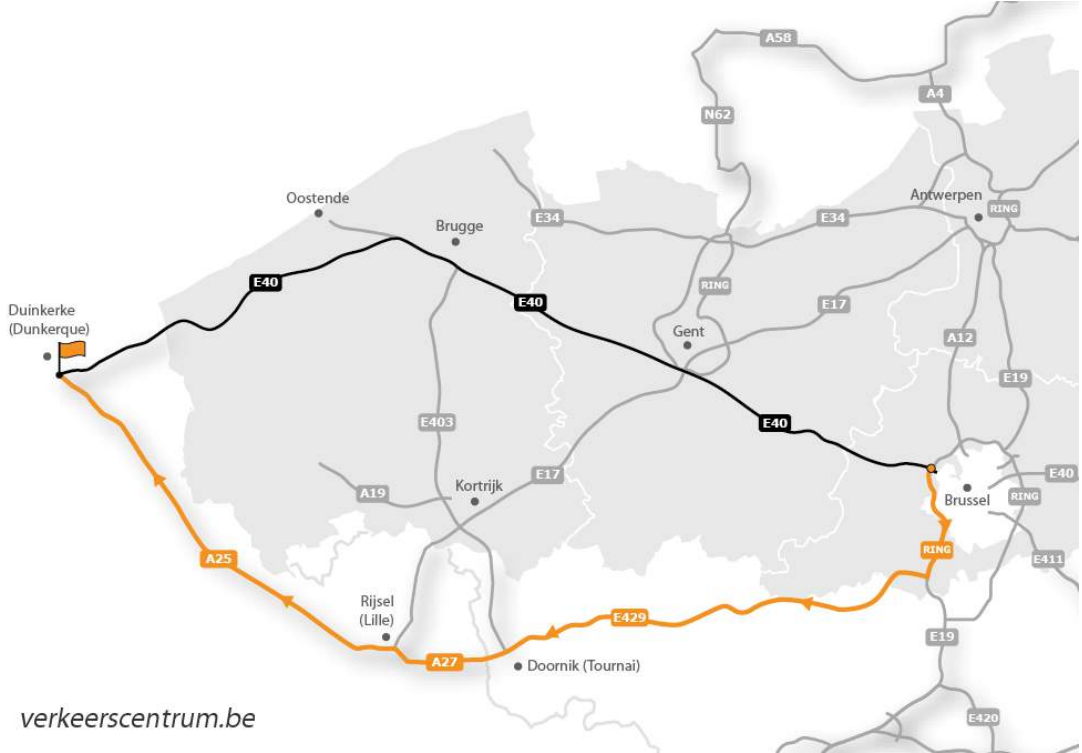 A58
A4
N62
Oostende
Antwerpen
RING
E34
E34
Brugge
E40
RING
E40
E17
Duinkerke
(Dunkerque)
Gent
A12
E19
E403
E40
E17
E40
A19
Kortrijk
Brussel
RING
RING
A25
E411
Rijsel
(Lille)
E429
E19
A27
Doornik (Tournai)
verkeerscentrum.be
E420